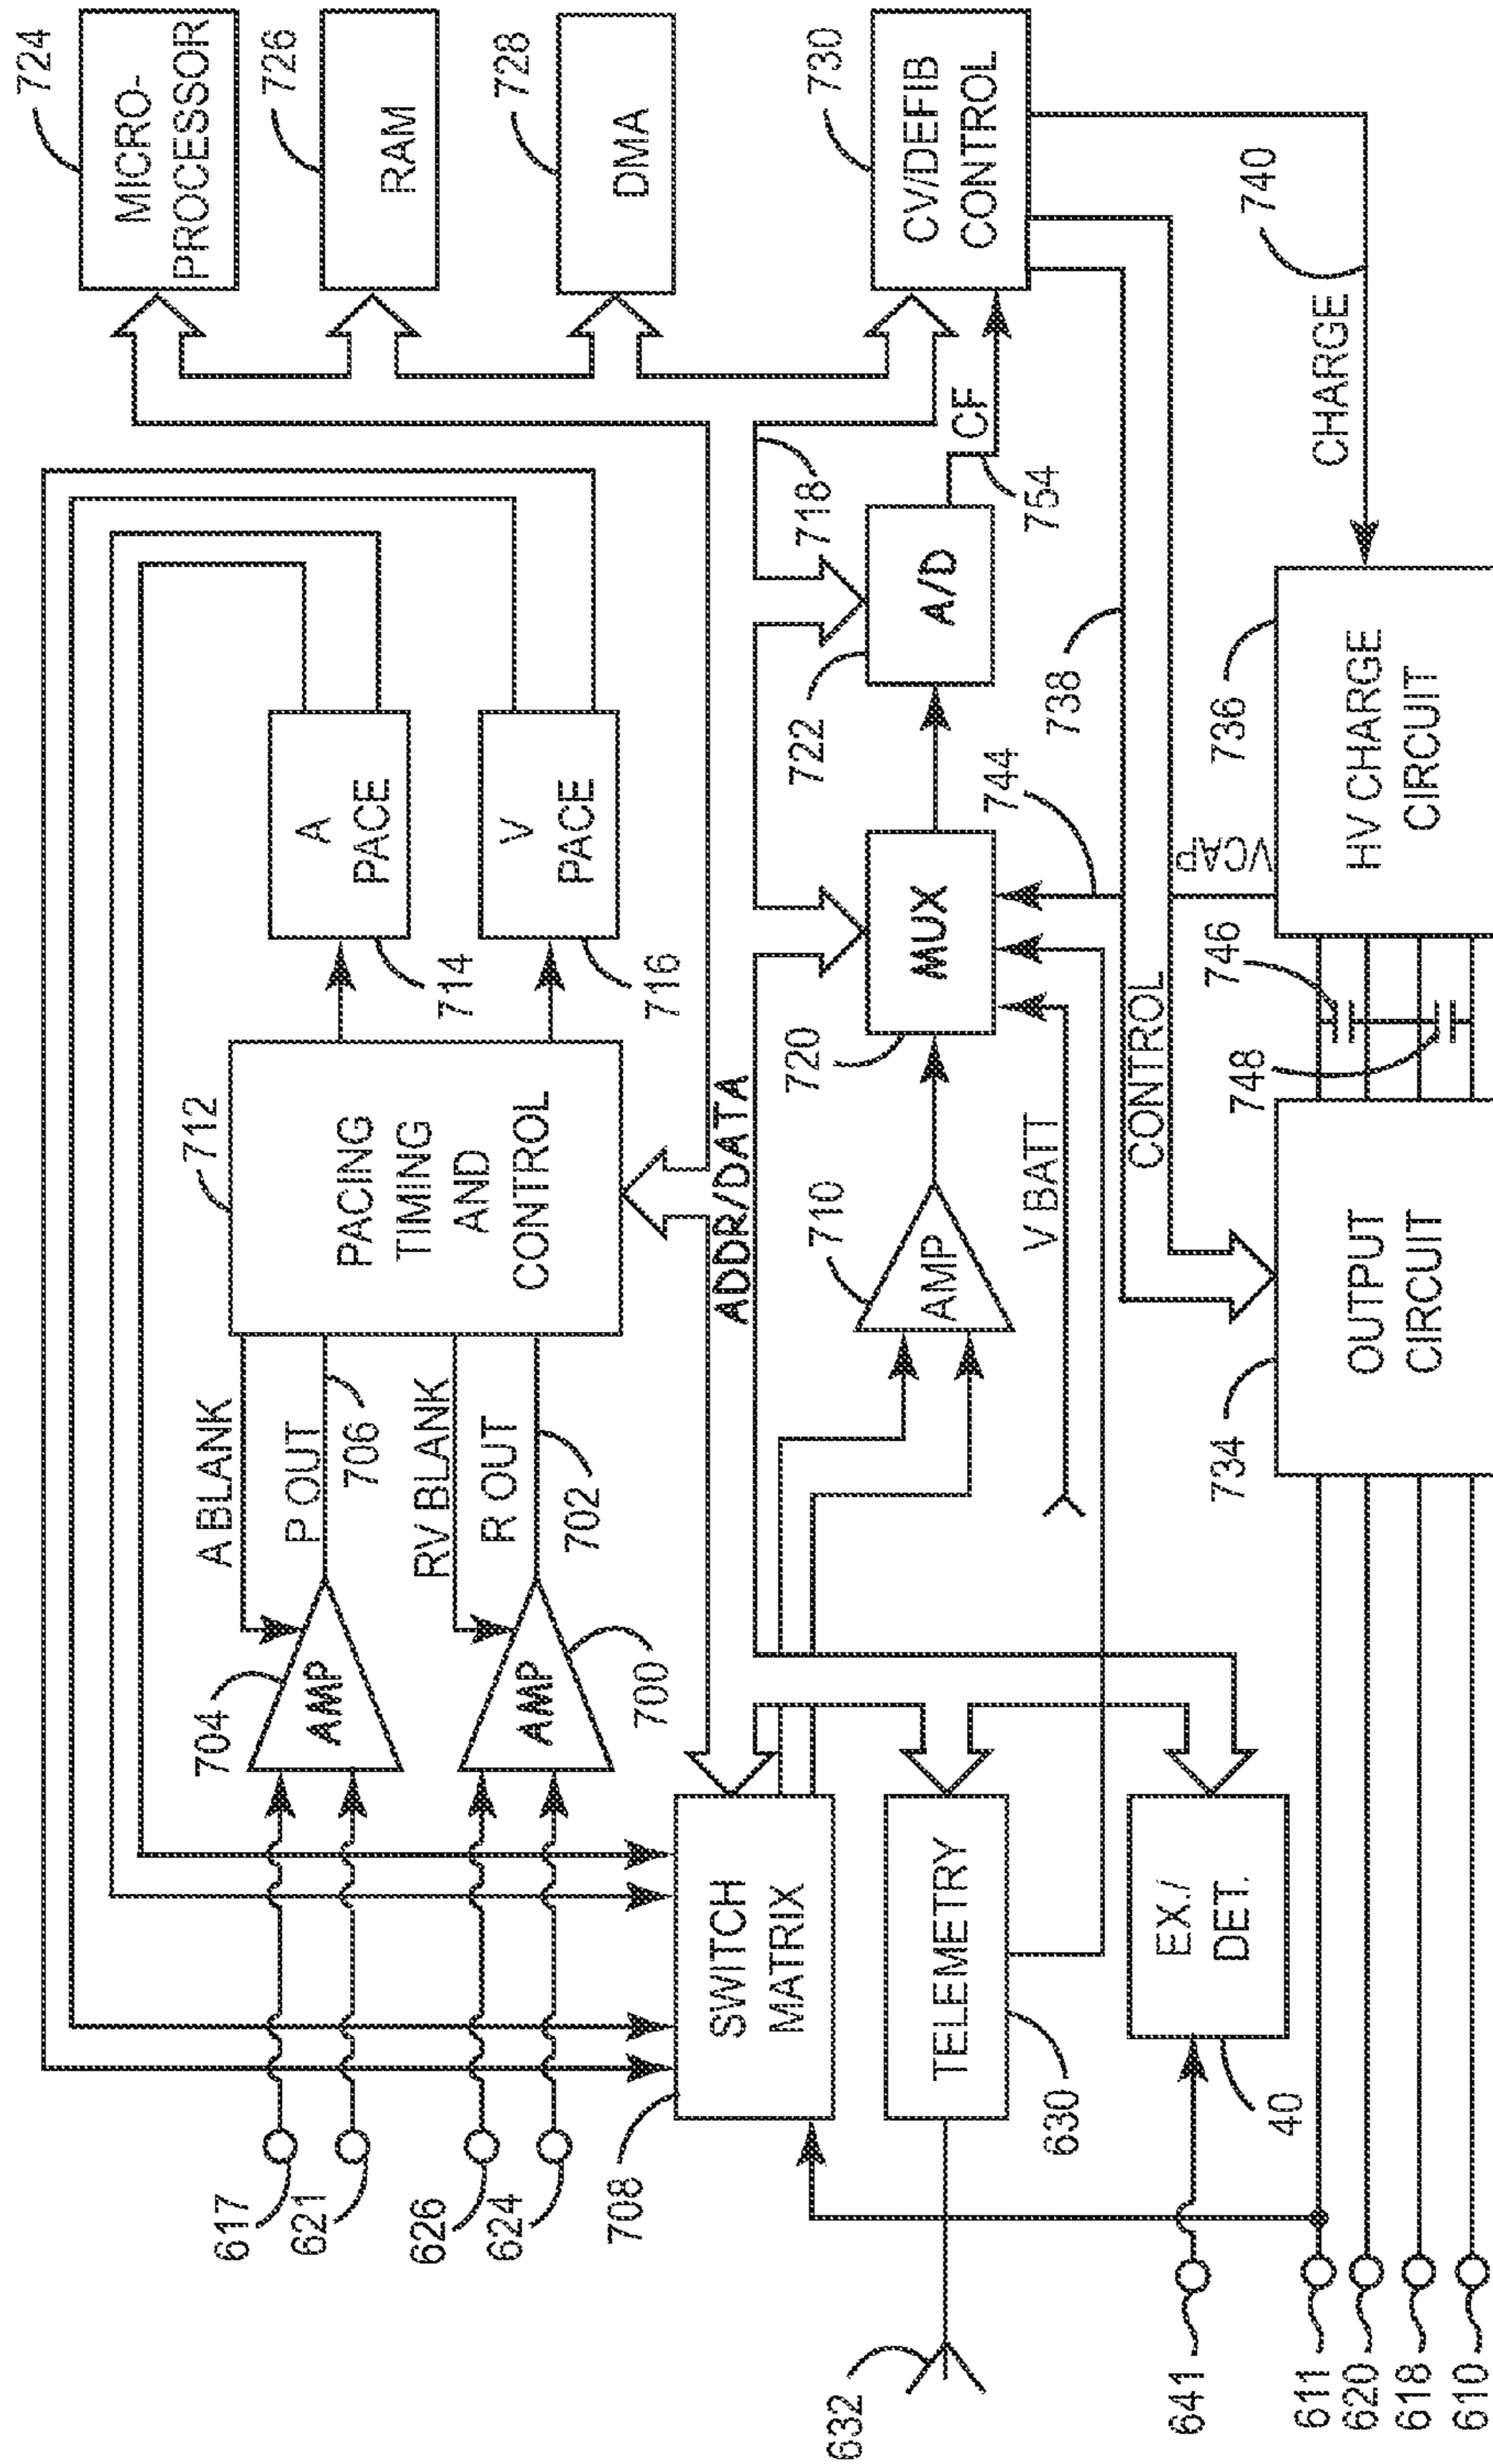 617
621
626
624
704
AMP
A BLANK
P OUT
706
700
AMP
RV BLANK
R OUT
702
712
PACING
TIMING
AND
CONTROL
714
A
PACE
716
V
PACE
724
MICRO-
PROCESSOR
726
RAM
728
DMA
730
CV/DEFIB
CONTROL
708
SWITCH
MATRIX
ADDR/DATA
718
632
TELEMETRY
630
710
AMP
V BATT
720
MUX
722
A/D
CF
754
744
738
CONTROL
VCAP
641
EX./
DET.
40
611
620
618
610
734
OUTPUT
CIRCUIT
748
746
736
HV CHARGE
CIRCUIT
CHARGE
740